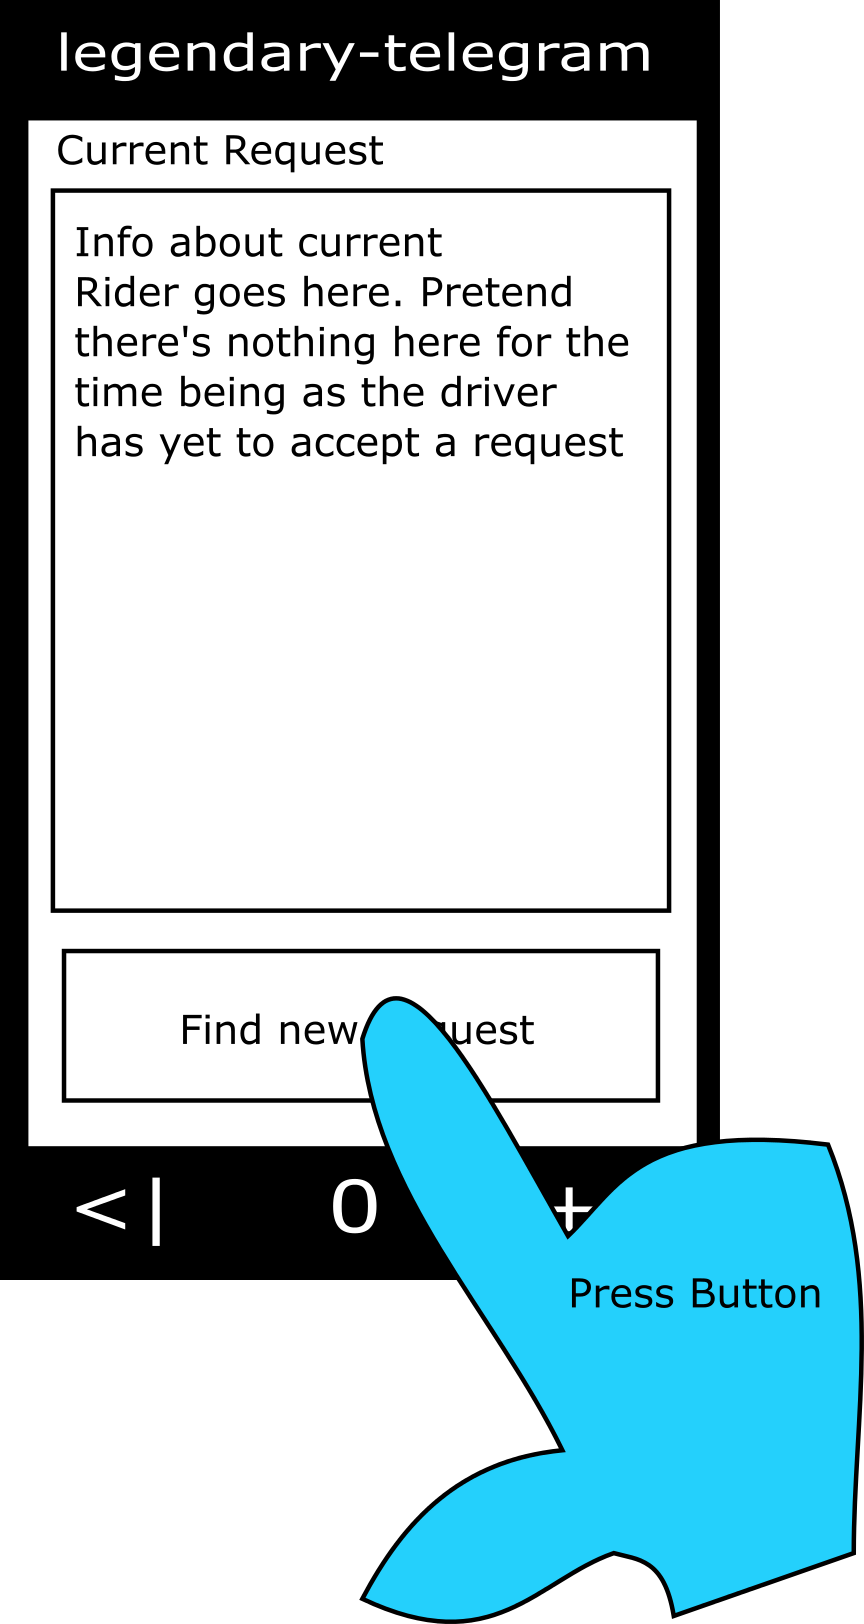 legendary-telegram
Current Request
Info about current
Rider goes here. Pretend
there's nothing here for the
time being as the driver
has yet to accept a request
Find new quest
<| 0 +
Press Button